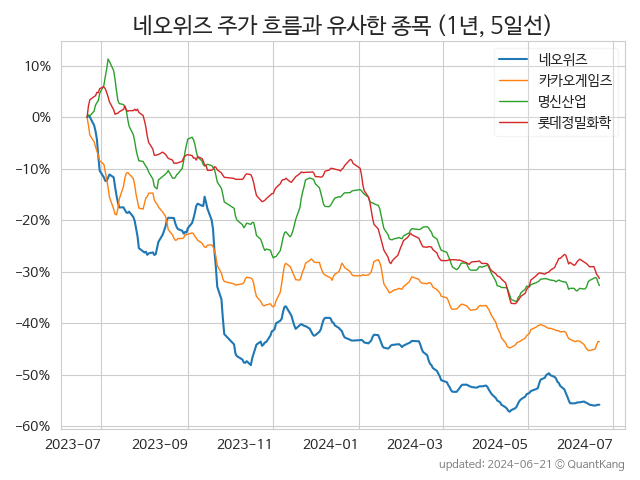 네오위즈 주가 흐름과 유사한 종목 (1년, 5일선)
네오위즈
카카오게임즈
명신산업
롯데정밀화학
10%
0%
−10%
−20%
−30%
−40%
−50%
−60%
2023-07 2023-09 2023-11 2024-01 2024-03 2024-05 2024-07
updated: 2024-06-21 © QuantKang